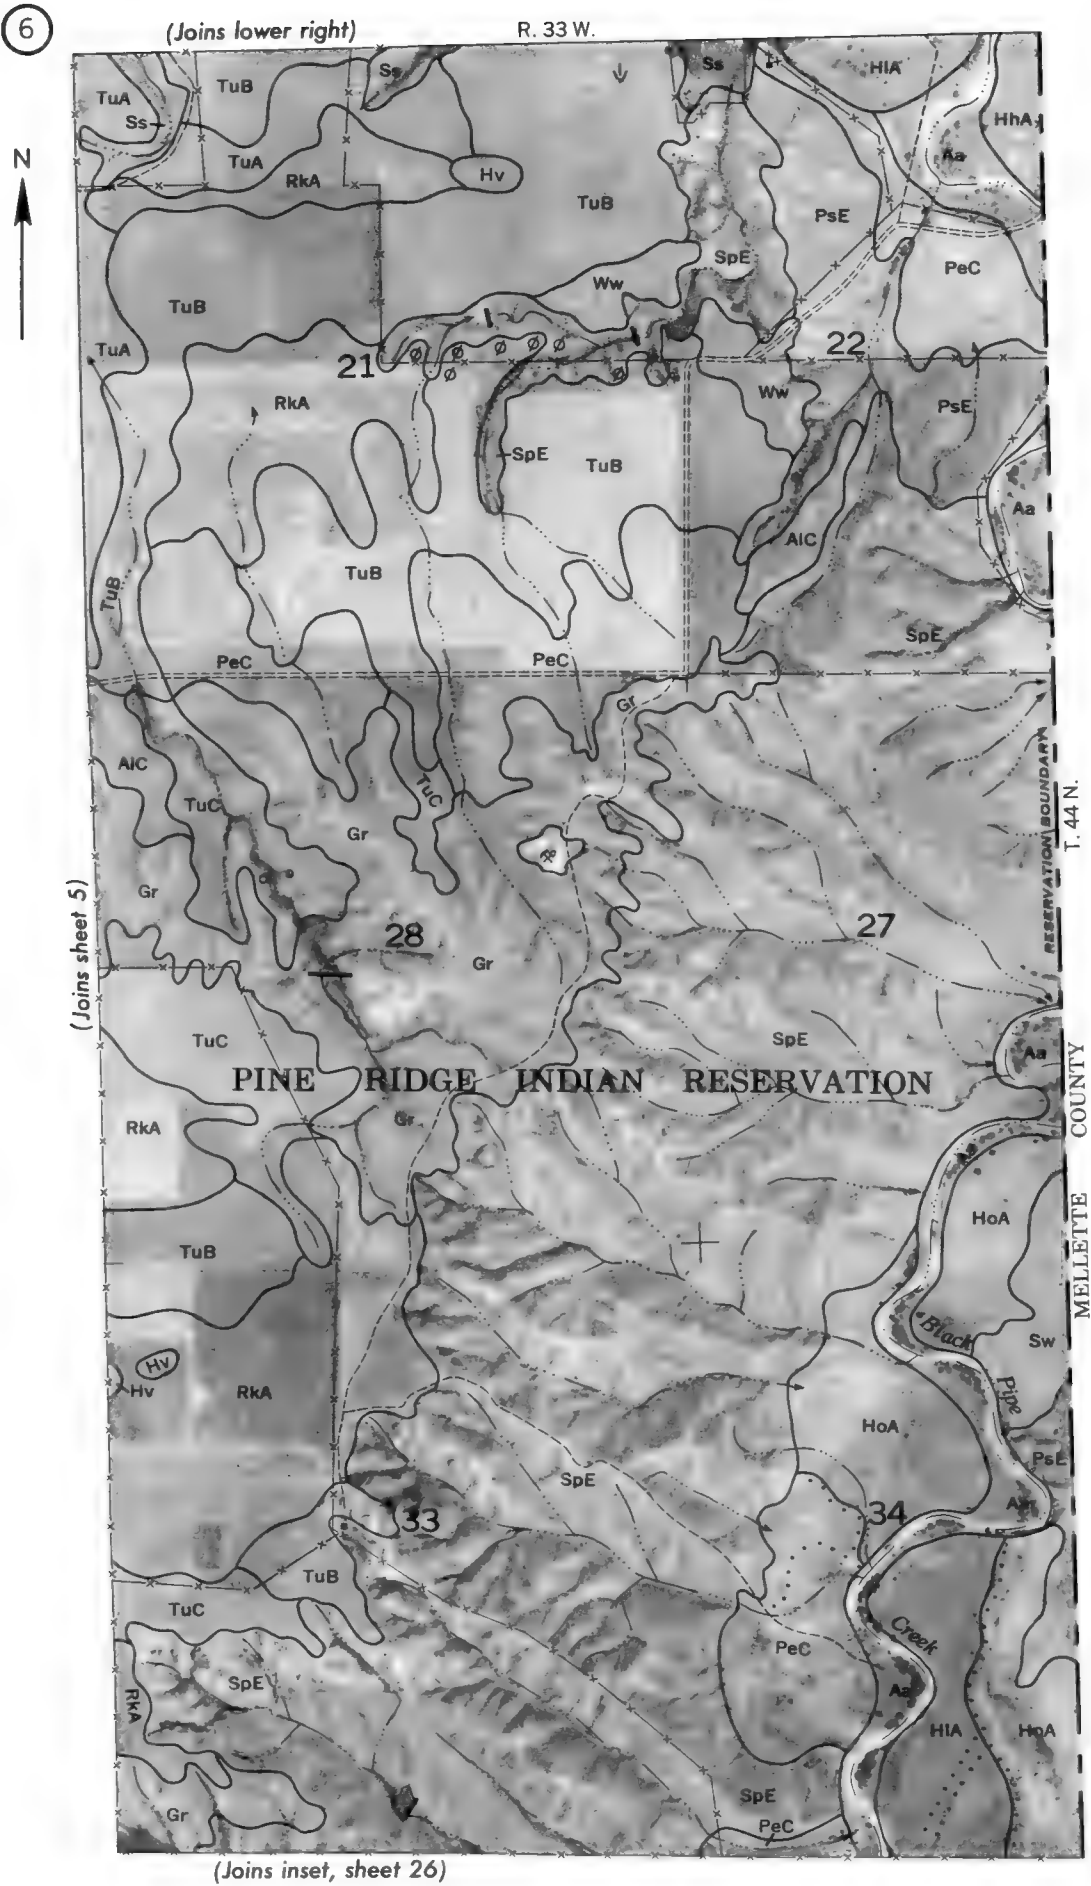 6
(Joins lower right)
R. 33 W.
N
TuA
TuB
Ss
Ss
Ss
HlA
HhA
TuA
RkA
Hv
TuB
Aa
PsE
SpE
PeC
Ww
TuB
TuA
21
22
RkA
Ww
PsE
SpE
TuB
Aa
AlC
TuB
TuB
SpE
PeC
PeC
Gr
AlC
TuC
TuC
Gr
RESERVATION BOUNDARY
T. 44 N.
Gr
(Joins sheet 5)
28
27
Gr
TuC
SpE
Aa
PINE RIDGE INDIAN RESERVATION
RkA
Gr
MELLETTE COUNTY
Aa
HoA
TuB
Black
Sw
Hv
Hv
RkA
Pipe
HoA
SpE
PsE
33
34
Aa
TuB
TuC
Creek
PeC
SpE
Aa
RkA
HlA
HoA
SpE
Gr
PeC
(Joins inset, sheet 26)